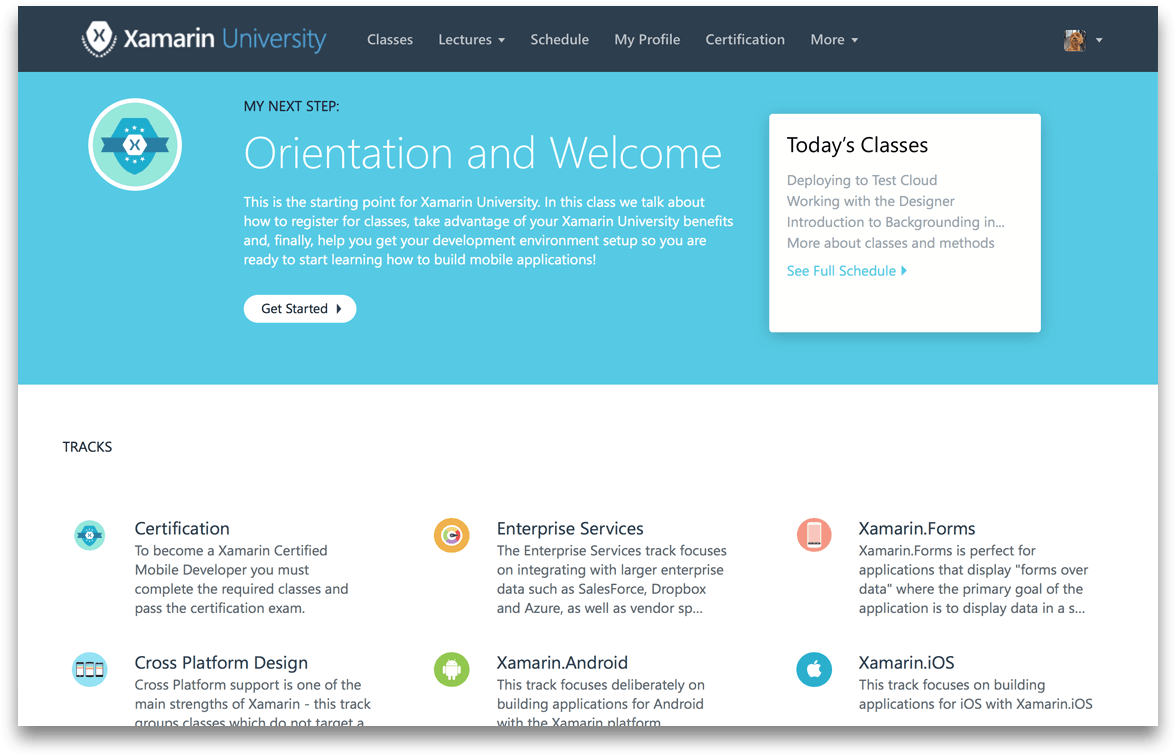 Xamarin University
Classes
Lectures
Schedule
My Profile
Certification
More
MY NEXT STEP:
Orientation and Welcome
This is the starting point for Xamarin University. In this class we talk about
how to register for classes, take advantage of your Xamarin University benefits
and, finally, help you get your development environment setup so you are
ready to start learning how to build mobile applications!
Get Started
Today's Classes
Deploying to Test Cloud
Working with the Designer
Introduction to Backgrounding in...
More about classes and methods
See Full Schedule
TRACKS
Certification
To become a Xamarin Certified
Mobile Developer you must
complete the required classes and
pass the certification exam.
Enterprise Services
The Enterprise Services track focuses
on integrating with larger enterprise
data such as SalesForce, Dropbox
and Azure, as well as vendor sp...
Xamarin.Forms
Xamarin.Forms is perfect for
applications that display "forms over
data" where the primary goal of the
application is to display data in a s...
Cross Platform Design
Cross Platform support is one of the
main strengths of Xamarin - this track
groups classes which do not target a
Xamarin.Android
This track focuses deliberately on
building applications for Android
with the Xamarin platform
Xamarin.iOS
This track focuses on building
applications for iOS with Xamarin.iOS